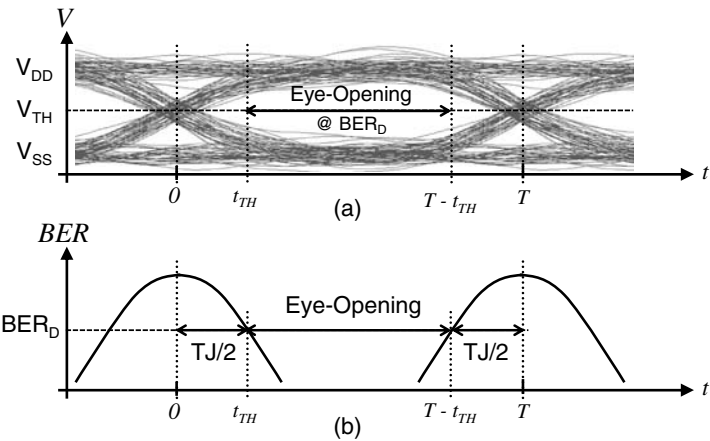 V
V_DD
Eye-Opening
V_TH
@ BER_D
V_SS
t
0
t_TH
T - t_TH
T
(a)
BER
Eye-Opening
BER_D
TJ/2
TJ/2
t
0
t_TH
T - t_TH
T
(b)